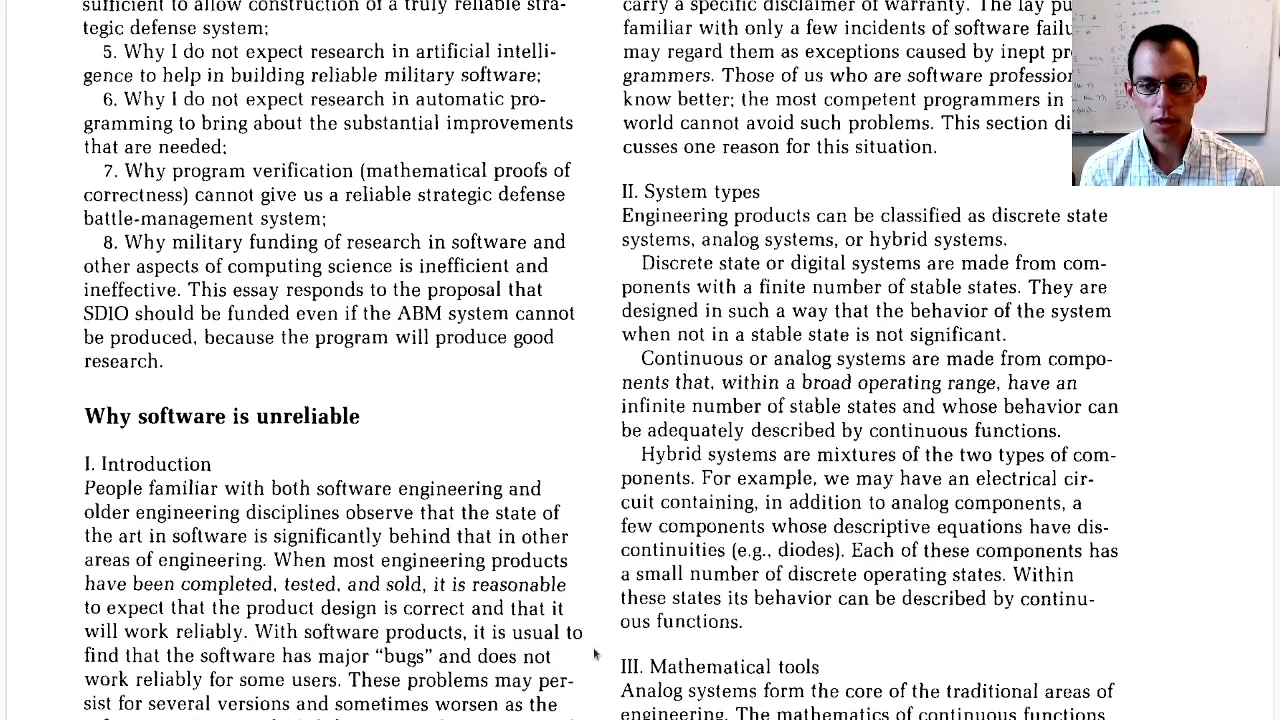 sufficient to allow construction of a truly reliable stra-
tegic defense system;
5. Why I do not expect research in artificial intelli-
gence to help in building reliable military software;
6. Why I do not expect research in automatic pro-
gramming to bring about the substantial improvements
that are needed;
7. Why program verification (mathematical proofs of
correctness) cannot give us a reliable strategic defense
battle-management system;
8. Why military funding of research in software and
other aspects of computing science is inefficient and
ineffective. This essay responds to the proposal that
SDIO should be funded even if the ABM system cannot
be produced, because the program will produce good
research.
Why software is unreliable
I. Introduction
People familiar with both software engineering and
older engineering disciplines observe that the state of
the art in software is significantly behind that in other
areas of engineering. When most engineering products
have been completed, tested, and sold, it is reasonable
to expect that the product design is correct and that it
will work reliably. With software products, it is usual to
find that the software has major “bugs” and does not
work reliably for some users. These problems may per-
sist for several versions and sometimes worsen as the
carry a specific disclaimer of warranty. The lay pu
familiar with only a few incidents of software failu
may regard them as exceptions caused by inept pr
grammers. Those of us who are software profession
know better; the most competent programmers in
world cannot avoid such problems. This section di
cusses one reason for this situation.
II. System types
Engineering products can be classified as discrete state
systems, analog systems, or hybrid systems.
Discrete state or digital systems are made from com-
ponents with a finite number of stable states. They are
designed in such a way that the behavior of the system
when not in a stable state is not significant.
Continuous or analog systems are made from compo-
nents that, within a broad operating range, have an
infinite number of stable states and whose behavior can
be adequately described by continuous functions.
Hybrid systems are mixtures of the two types of com-
ponents. For example, we may have an electrical cir-
cuit containing, in addition to analog components, a
few components whose descriptive equations have dis-
continuities (e.g., diodes). Each of these components has
a small number of discrete operating states. Within
these states its behavior can be described by continu-
ous functions.
III. Mathematical tools
Analog systems form the core of the traditional areas of
engineering. The mathematics of continuous functions